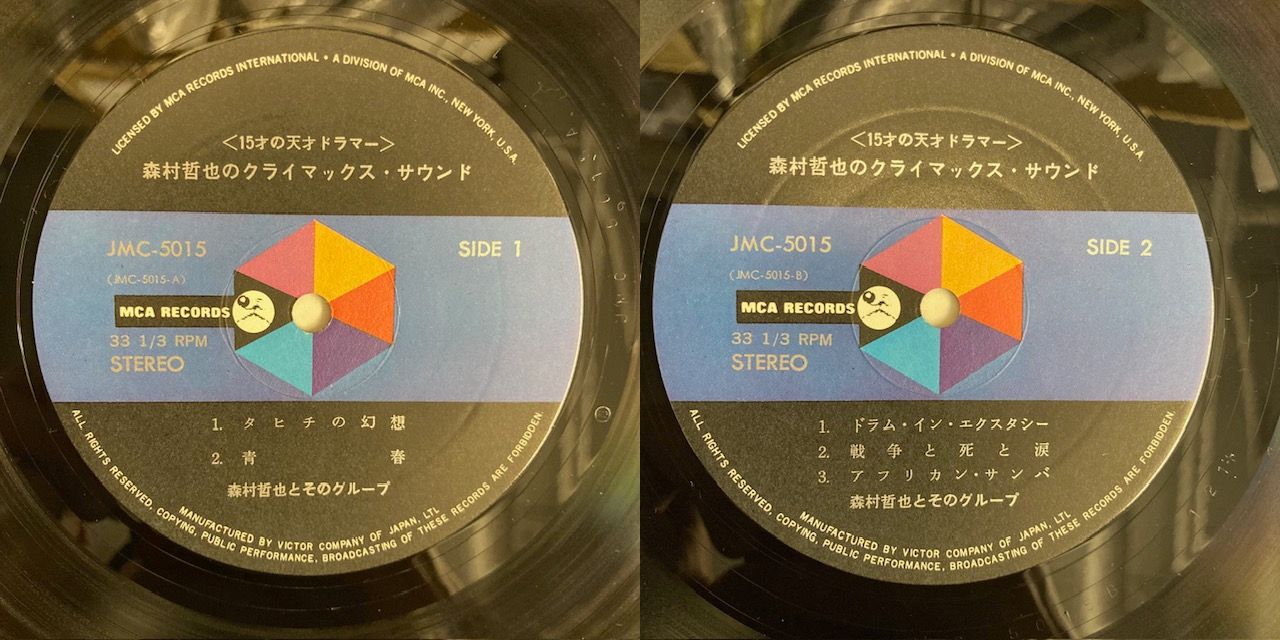 LICENSED BY MCA RECORDS INTERNATIONAL • A DIVISION OF MCA INC., NEW YORK, U.S.A.
<15才の天才ドラマー>
森村哲也のクライマックス・サウンド
JMC-5015
SIDE 1
(JMC-5015-A)
MCA RECORDS
33 1/3 RPM
STEREO
1. タヒチの幻想
2. 青春
森村哲也とそのグループ
MANUFACTURED BY VICTOR COMPANY OF JAPAN, LTD.
ALL RIGHTS RESERVED. COPYING, PUBLIC PERFORMANCE, BROADCASTING OF THESE RECORDS ARE FORBIDDEN.
LICENSED BY MCA RECORDS INTERNATIONAL • A DIVISION OF MCA INC., NEW YORK, U.S.A.
<15才の天才ドラマー>
森村哲也のクライマックス・サウンド
JMC-5015
SIDE 2
(JMC-5015-B)
MCA RECORDS
33 1/3 RPM
STEREO
1. ドラム・イン・エクスタシー
2. 戦争と死と涙
3. アフリカン・サンバ
森村哲也とそのグループ
MANUFACTURED BY VICTOR COMPANY OF JAPAN, LTD.
ALL RIGHTS RESERVED. COPYING, PUBLIC PERFORMANCE, BROADCASTING OF THESE RECORDS ARE FORBIDDEN.